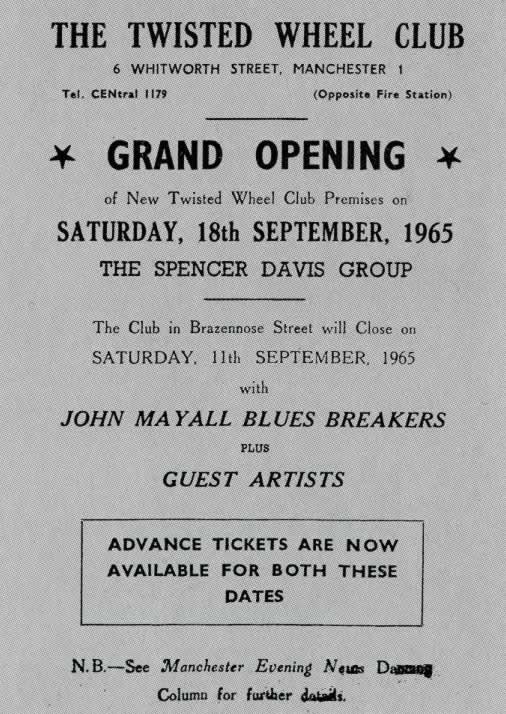 THE TWISTED WHEEL CLUB
6 WHITWORTH STREET, MANCHESTER 1
Tel. CENtral 1179 (Opposite Fire Station)
GRAND OPENING
of New Twisted Wheel Club Premises on
SATURDAY, 18th SEPTEMBER, 1965
THE SPENCER DAVIS GROUP
The Club in Brazennose Street will Close on
SATURDAY, 11th SEPTEMBER, 1965
with
JOHN MAYALL BLUES BREAKERS
PLUS
GUEST ARTISTS
ADVANCE TICKETS ARE NOW
AVAILABLE FOR BOTH THESE
DATES
N.B.—See Manchester Evening News Dancing
Column for further details.